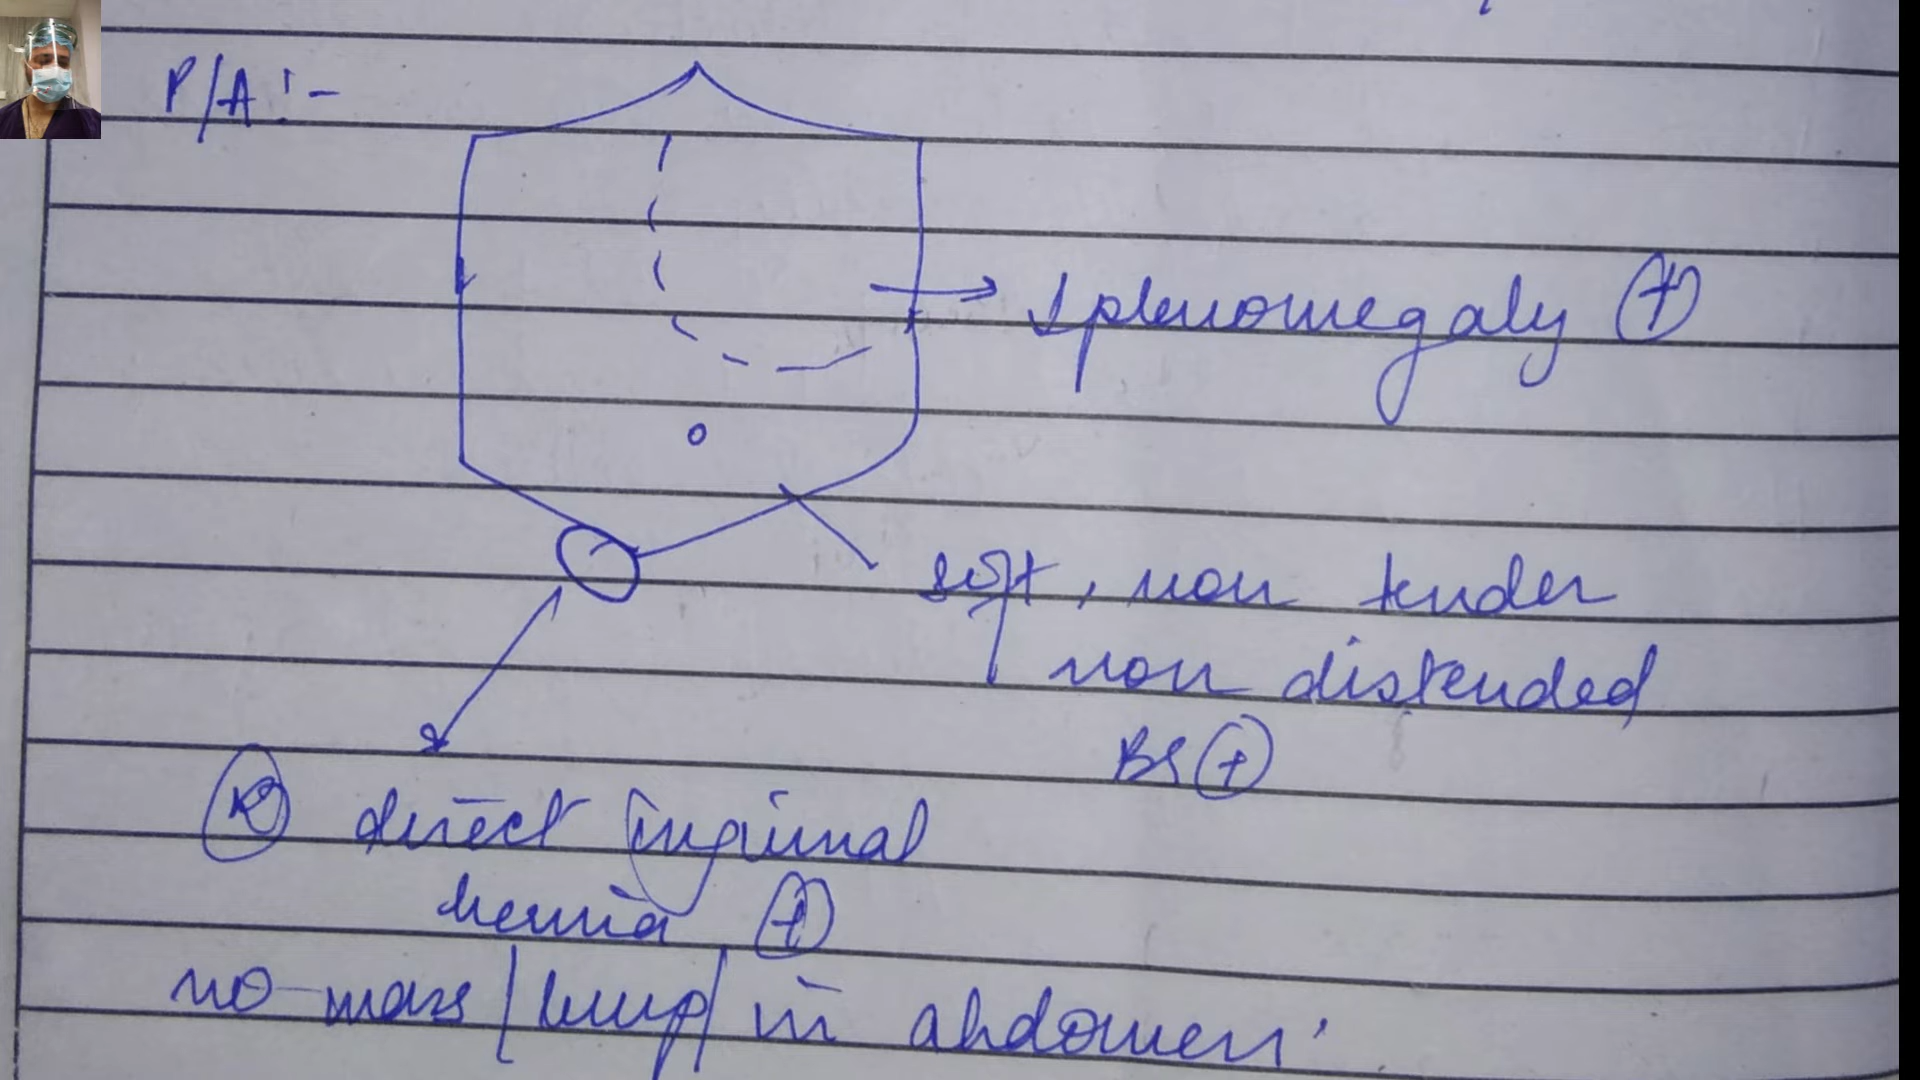 P/A :-
splenomegaly (+)
soft, non tender
non distended
BS (+)
(R) direct inguinal
hernia (+)
no mass / lump / in abdomen.